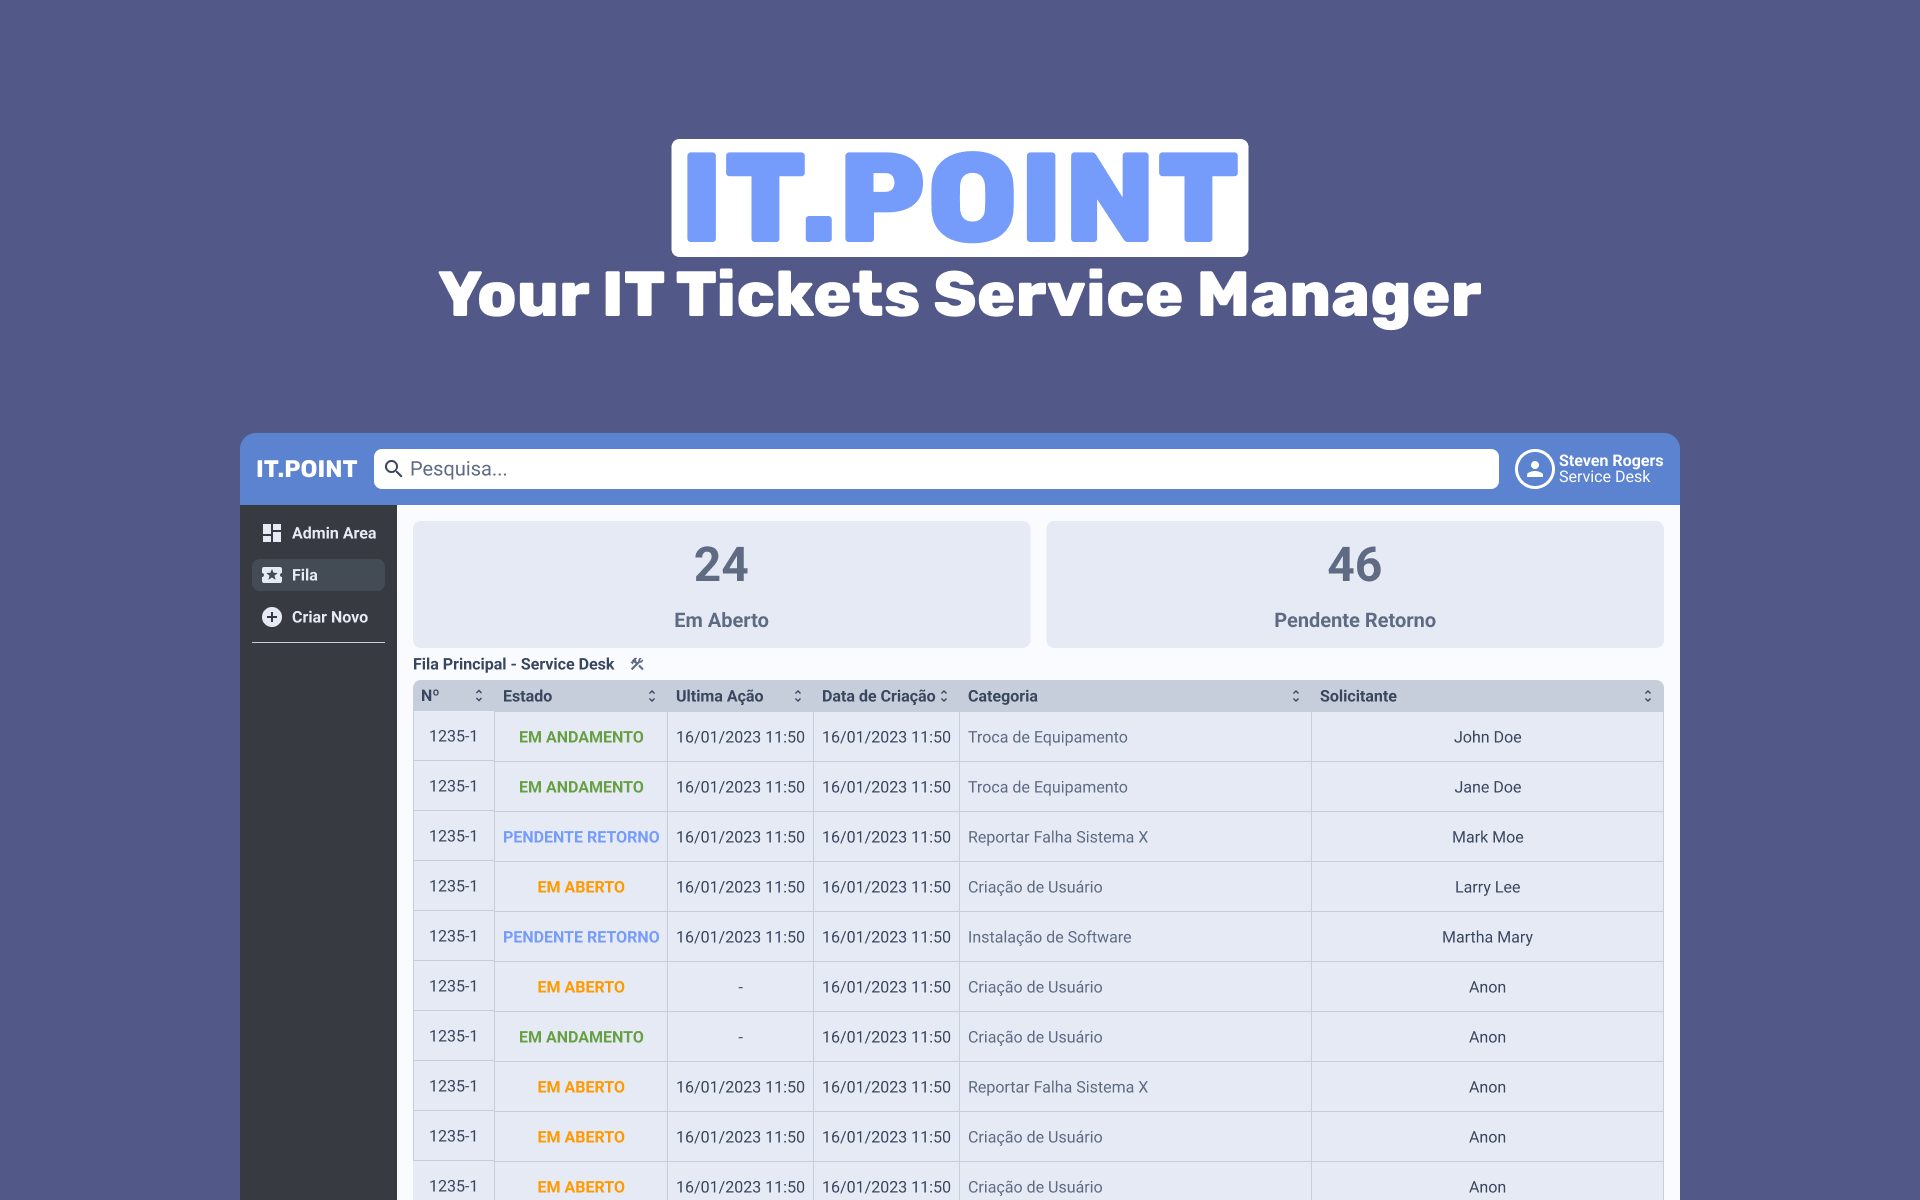 IT.POINT
Your IT Tickets Service Manager
IT.POINT Pesquisa... Steven Rogers
Service Desk
Admin Area
Fila
Criar Novo
24
Em Aberto
46
Pendente Retorno
Fila Principal - Service Desk
Nº Estado Ultima Ação Data de Criação Categoria Solicitante
1235-1 EM ANDAMENTO 16/01/2023 11:50 16/01/2023 11:50 Troca de Equipamento John Doe
1235-1 EM ANDAMENTO 16/01/2023 11:50 16/01/2023 11:50 Troca de Equipamento Jane Doe
1235-1 PENDENTE RETORNO 16/01/2023 11:50 16/01/2023 11:50 Reportar Falha Sistema X Mark Moe
1235-1 EM ABERTO 16/01/2023 11:50 16/01/2023 11:50 Criação de Usuário Larry Lee
1235-1 PENDENTE RETORNO 16/01/2023 11:50 16/01/2023 11:50 Instalação de Software Martha Mary
1235-1 EM ABERTO - 16/01/2023 11:50 Criação de Usuário Anon
1235-1 EM ANDAMENTO - 16/01/2023 11:50 Criação de Usuário Anon
1235-1 EM ABERTO 16/01/2023 11:50 16/01/2023 11:50 Reportar Falha Sistema X Anon
1235-1 EM ABERTO 16/01/2023 11:50 16/01/2023 11:50 Criação de Usuário Anon
1235-1 EM ABERTO 16/01/2023 11:50 16/01/2023 11:50 Criação de Usuário Anon